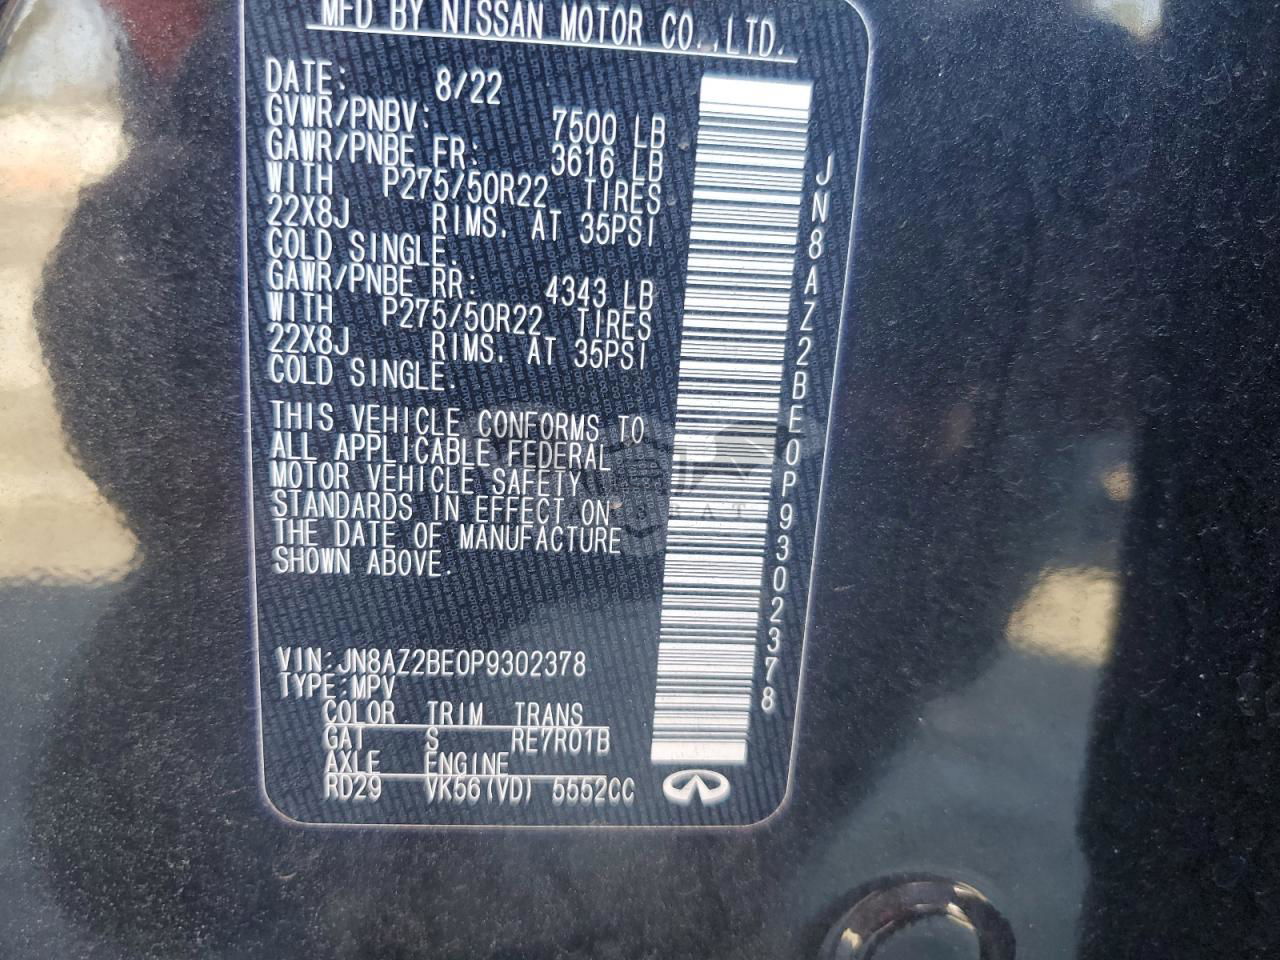 MFD BY NISSAN MOTOR CO.,LTD.
DATE: 8/22
GVWR/PNBV: 7500 LB
GAWR/PNBE FR: 3616 LB
WITH P275/50R22 TIRES
22X8J RIMS. AT 35PSI
COLD SINGLE.
GAWR/PNBE RR: 4343 LB
WITH P275/50R22 TIRES
22X8J RIMS. AT 35PSI
COLD SINGLE.
THIS VEHICLE CONFORMS TO
ALL APPLICABLE FEDERAL
MOTOR VEHICLE SAFETY
STANDARDS IN EFFECT ON
THE DATE OF MANUFACTURE
SHOWN ABOVE.
VIN:JN8AZ2BE0P9302378
TYPE:MPV
COLOR TRIM TRANS
GAT S RE7R01B
AXLE ENGINE
RD29 VK56(VD) 5552CC
JN8AZ2BE0P9302378